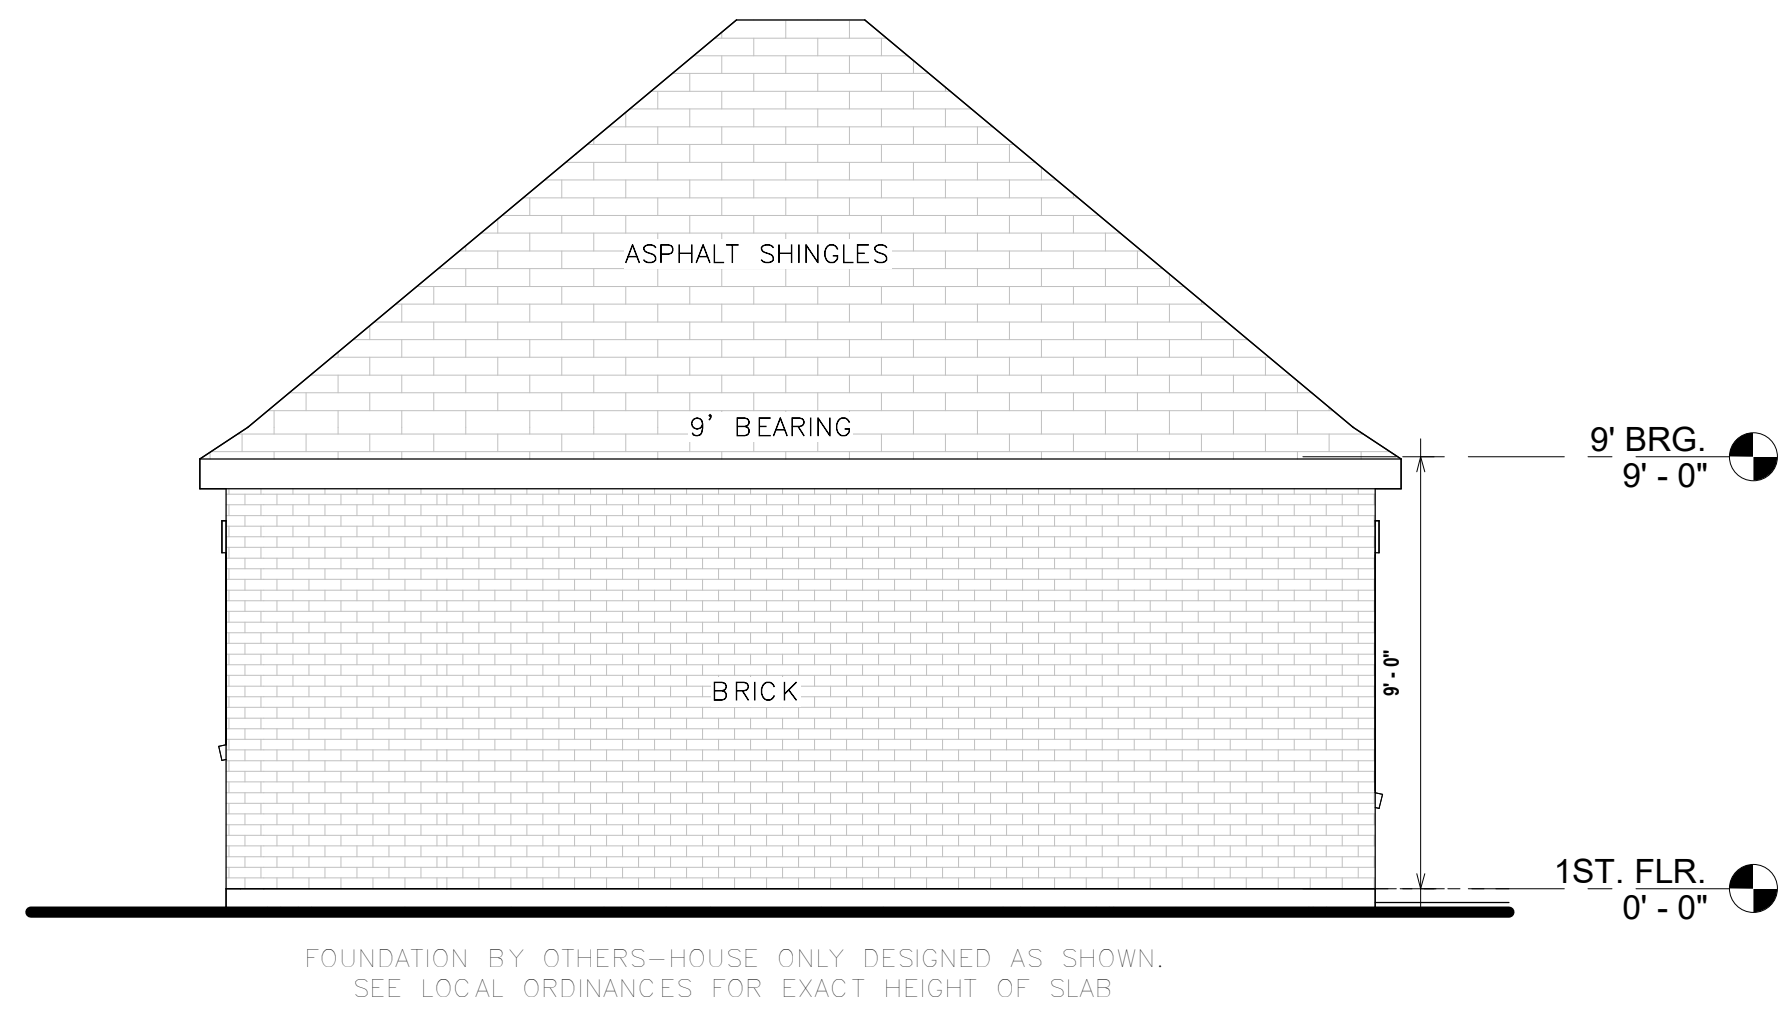 ASPHALT SHINGLES
9' BEARING
9' BRG.
9' - 0"
9' - 0"
BRICK
1ST. FLR.
0' - 0"
FOUNDATION BY OTHERS-HOUSE ONLY DESIGNED AS SHOWN.
SEE LOCAL ORDINANCES FOR EXACT HEIGHT OF SLAB